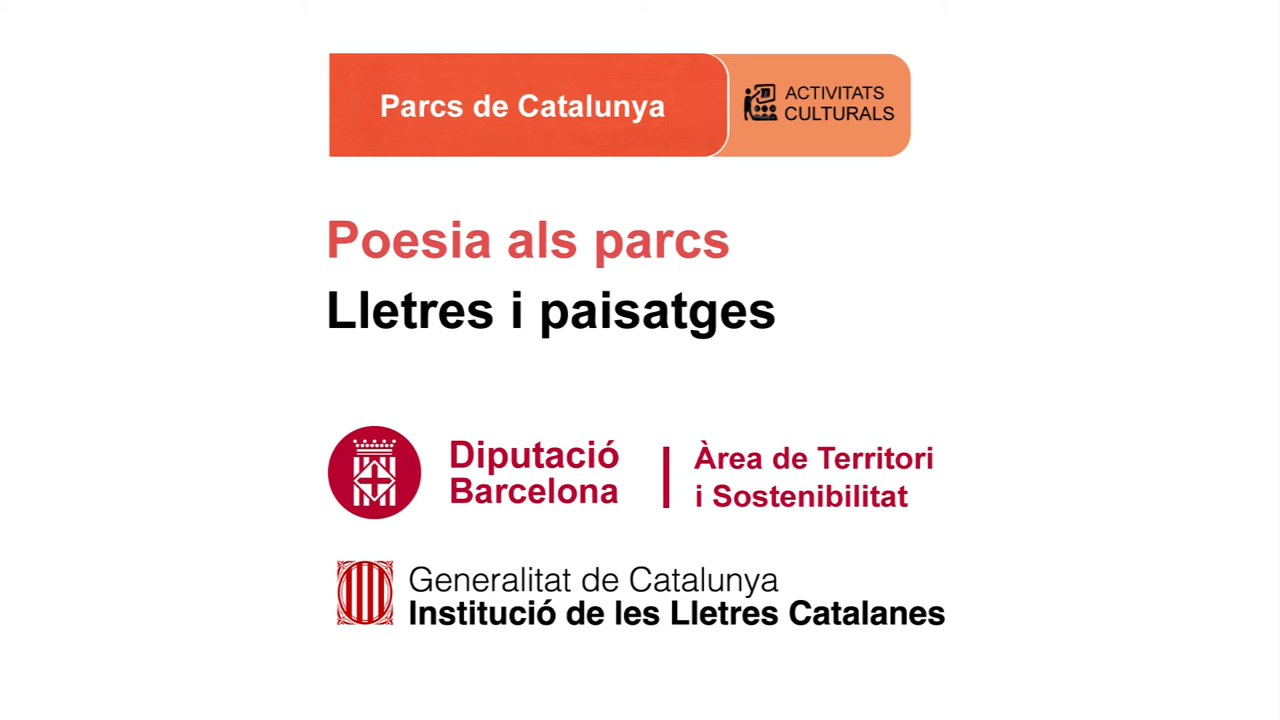 Parcs de Catalunya
ACTIVITATS
CULTURALS
Poesia als parcs
Lletres i paisatges
Diputació
Barcelona
Àrea de Territori
i Sostenibilitat
Generalitat de Catalunya
Institució de les Lletres Catalanes